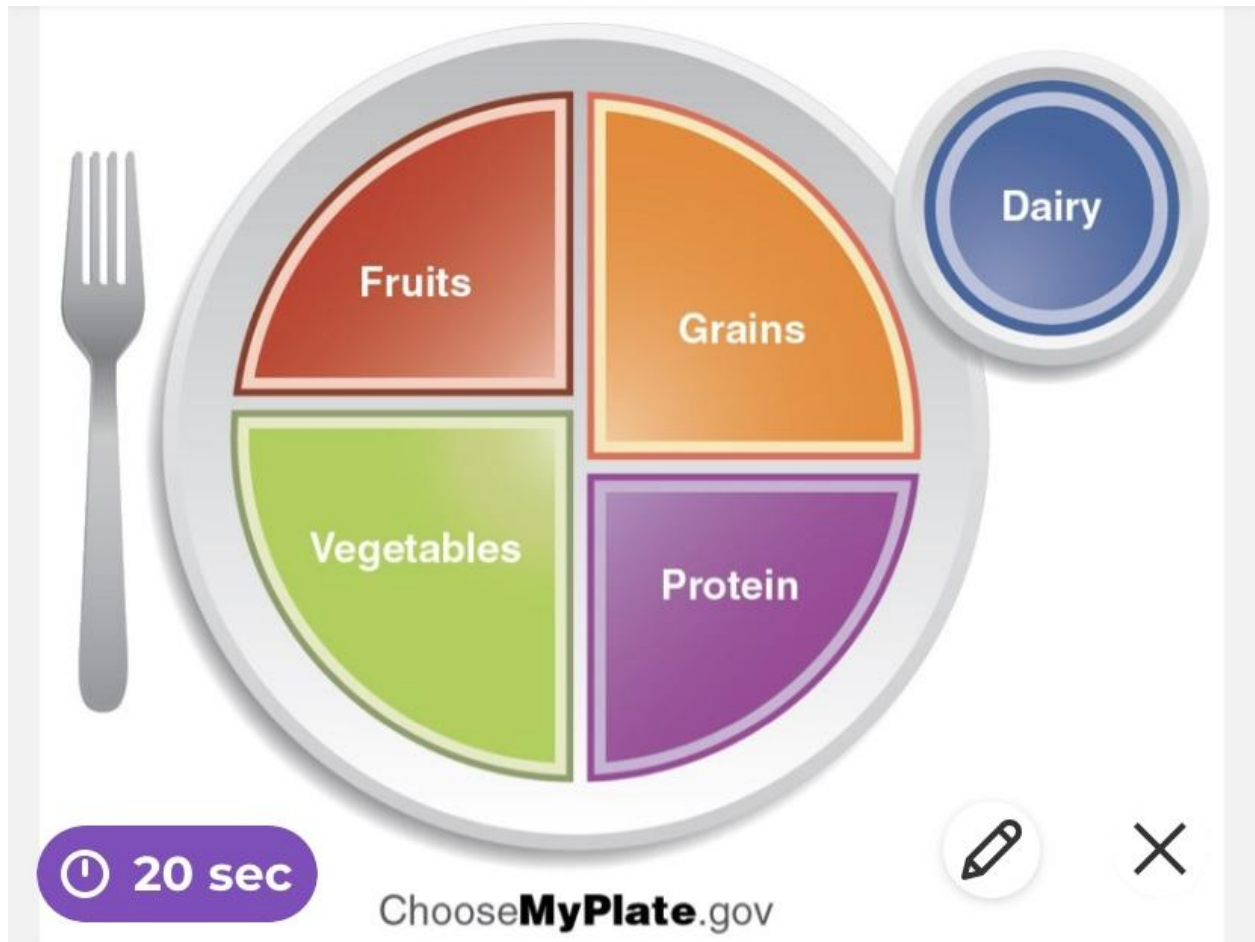 Dairy
Fruits
Grains
Vegetables
Protein
20 sec
ChooseMyPlate.gov